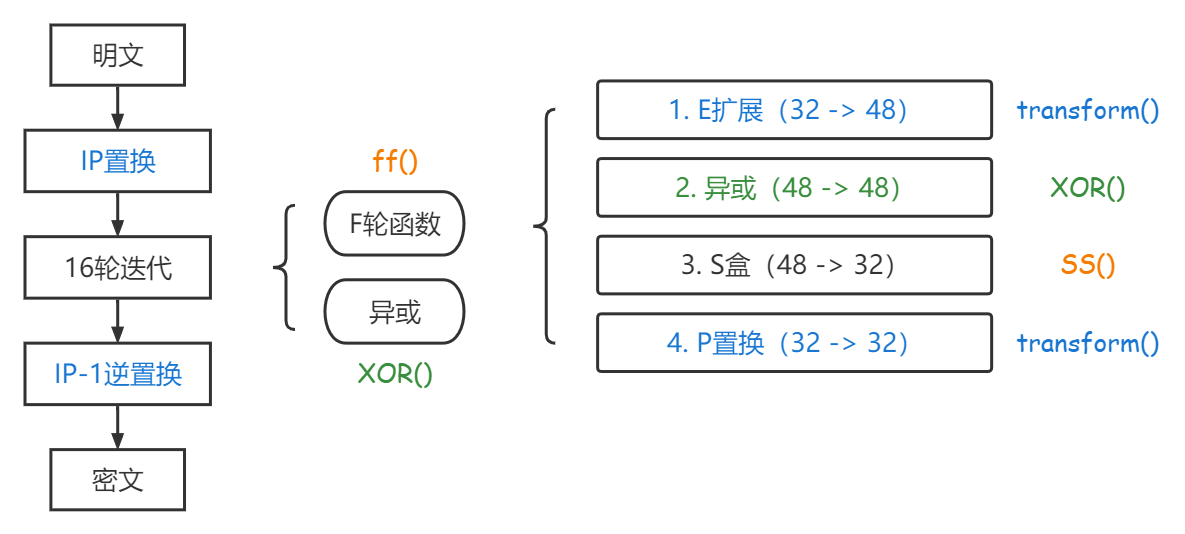 明文
IP置换
16轮迭代
IP-1逆置换
密文
ff()
F轮函数
异或
XOR()
1. E扩展（32 -> 48）
transform()
2. 异或（48 -> 48）
XOR()
3. S盒（48 -> 32）
SS()
4. P置换（32 -> 32）
transform()